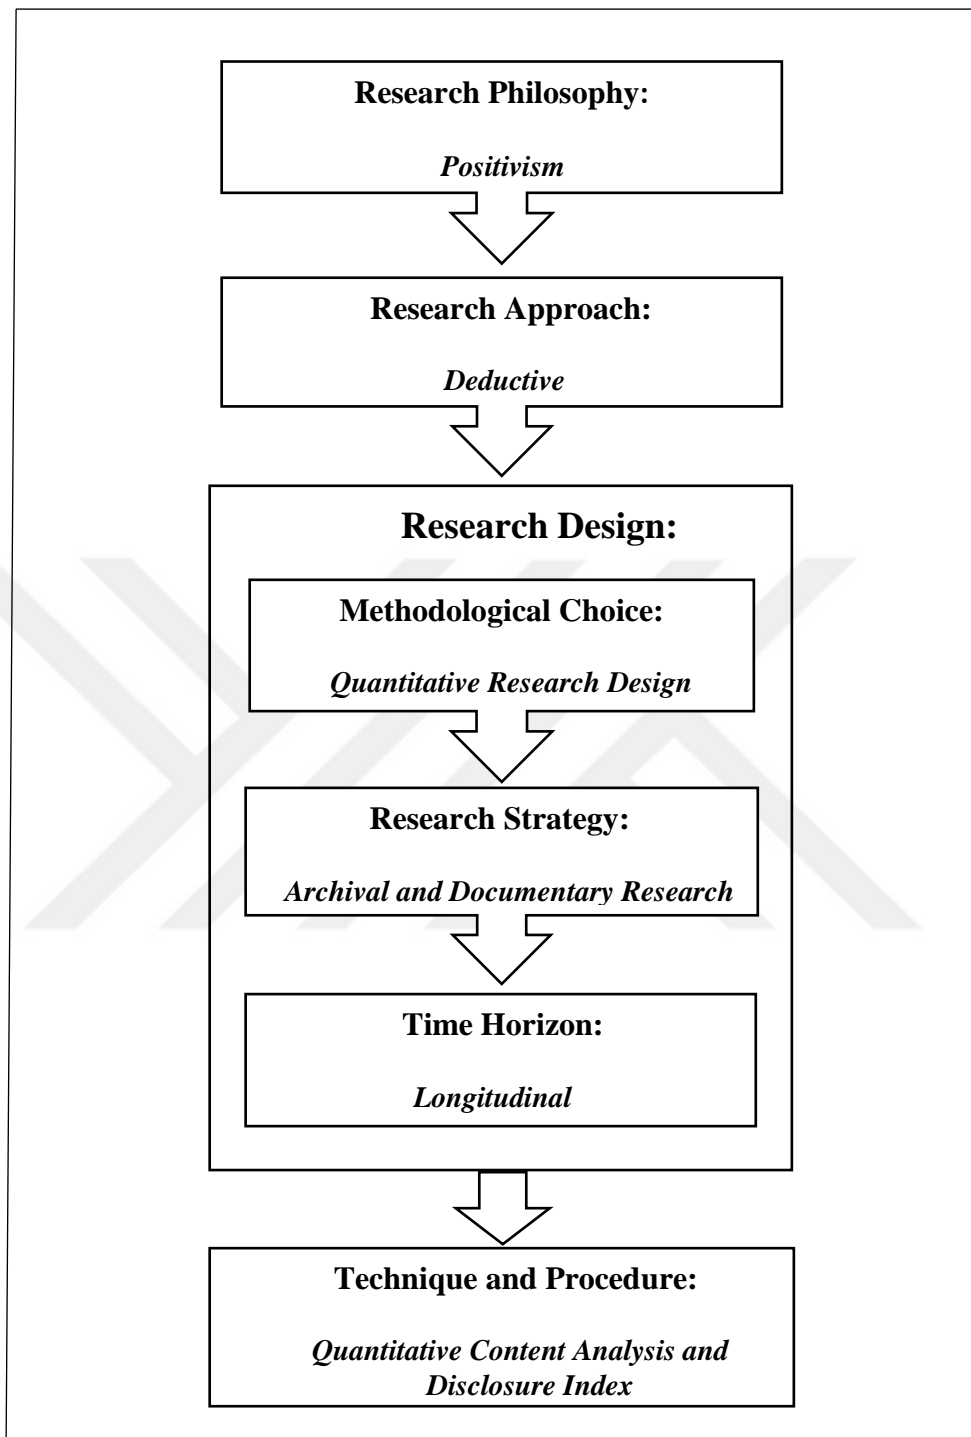 Research Philosophy:
Positivism
Research Approach:
Deductive
Research Design:
Methodological Choice:
Quantitative Research Design
Research Strategy:
Archival and Documentary Research
Time Horizon:
Longitudinal
Technique and Procedure:
Quantitative Content Analysis and
Disclosure Index